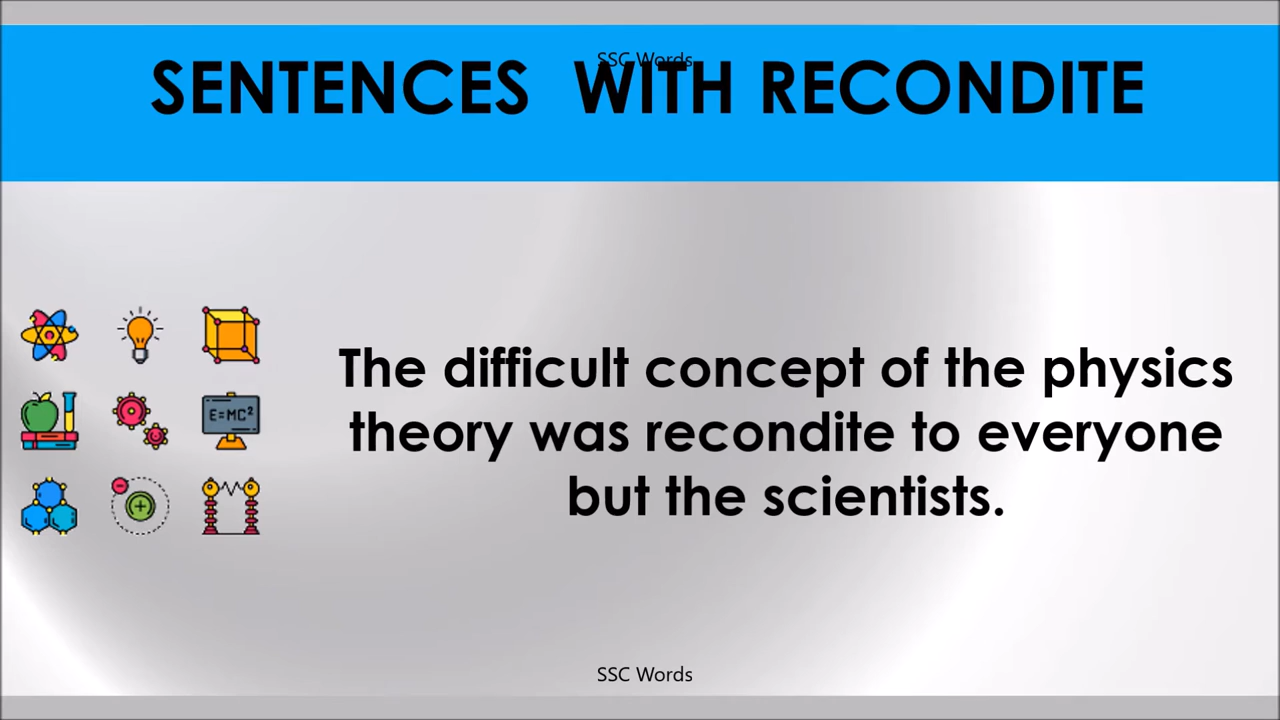 SSC Words
SENTENCES WITH RECONDITE
E=MC²
The difficult concept of the physics
theory was recondite to everyone
but the scientists.
SSC Words